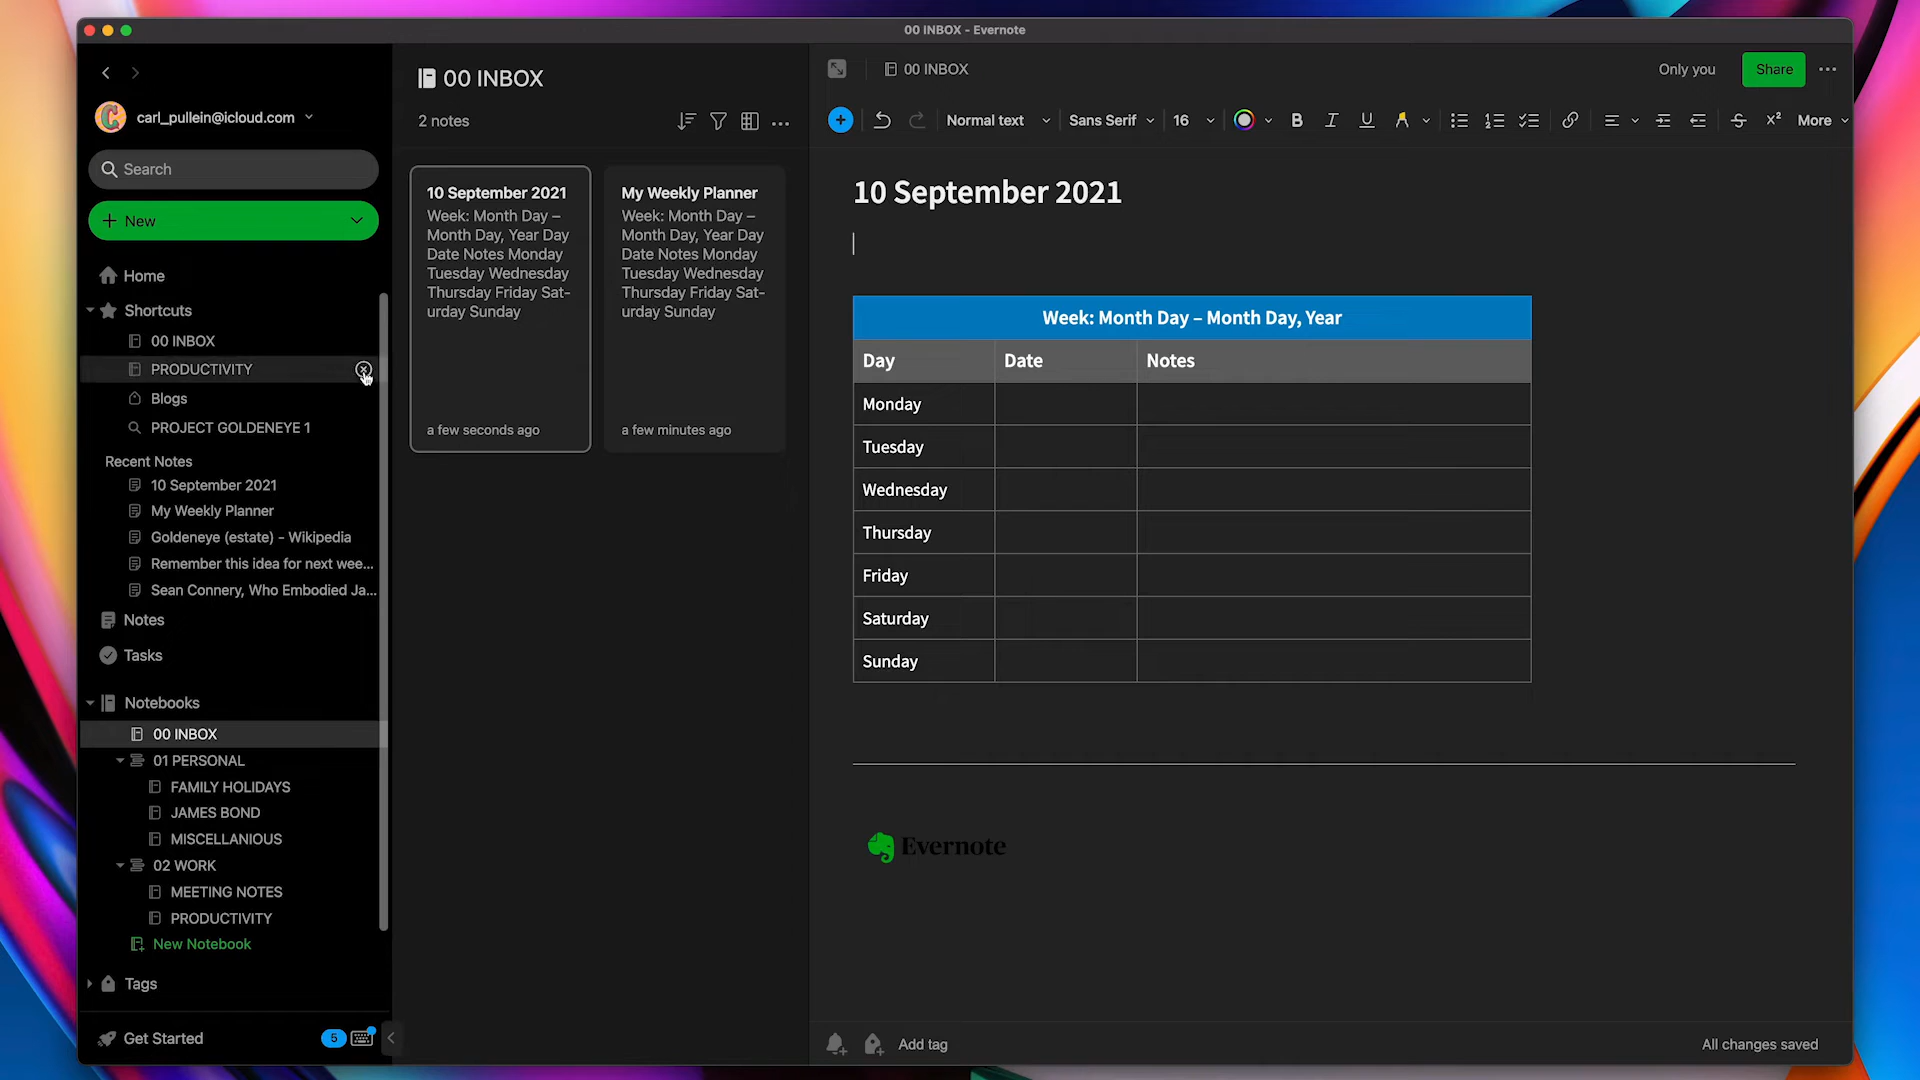 00 INBOX - Evernote
carl_pullein@icloud.com
Search
New
Home
Shortcuts
00 INBOX
PRODUCTIVITY
Blogs
PROJECT GOLDENEYE 1
Recent Notes
10 September 2021
My Weekly Planner
Goldeneye (estate) - Wikipedia
Remember this idea for next wee...
Sean Connery, Who Embodied Ja...
Notes
Tasks
Notebooks
00 INBOX
01 PERSONAL
FAMILY HOLIDAYS
JAMES BOND
MISCELLANIOUS
02 WORK
MEETING NOTES
PRODUCTIVITY
New Notebook
Tags
Get Started
5
00 INBOX
2 notes
10 September 2021
Week: Month Day –
Month Day, Year Day
Date Notes Monday
Tuesday Wednesday
Thursday Friday Sat-
urday Sunday
a few seconds ago
My Weekly Planner
Week: Month Day –
Month Day, Year Day
Date Notes Monday
Tuesday Wednesday
Thursday Friday Sat-
urday Sunday
a few minutes ago
00 INBOX
Only you
Share
Normal text
Sans Serif
16
B I U A
X²
More
10 September 2021
Week: Month Day – Month Day, Year
Day Date Notes
Monday
Tuesday
Wednesday
Thursday
Friday
Saturday
Sunday
Evernote
Add tag
All changes saved